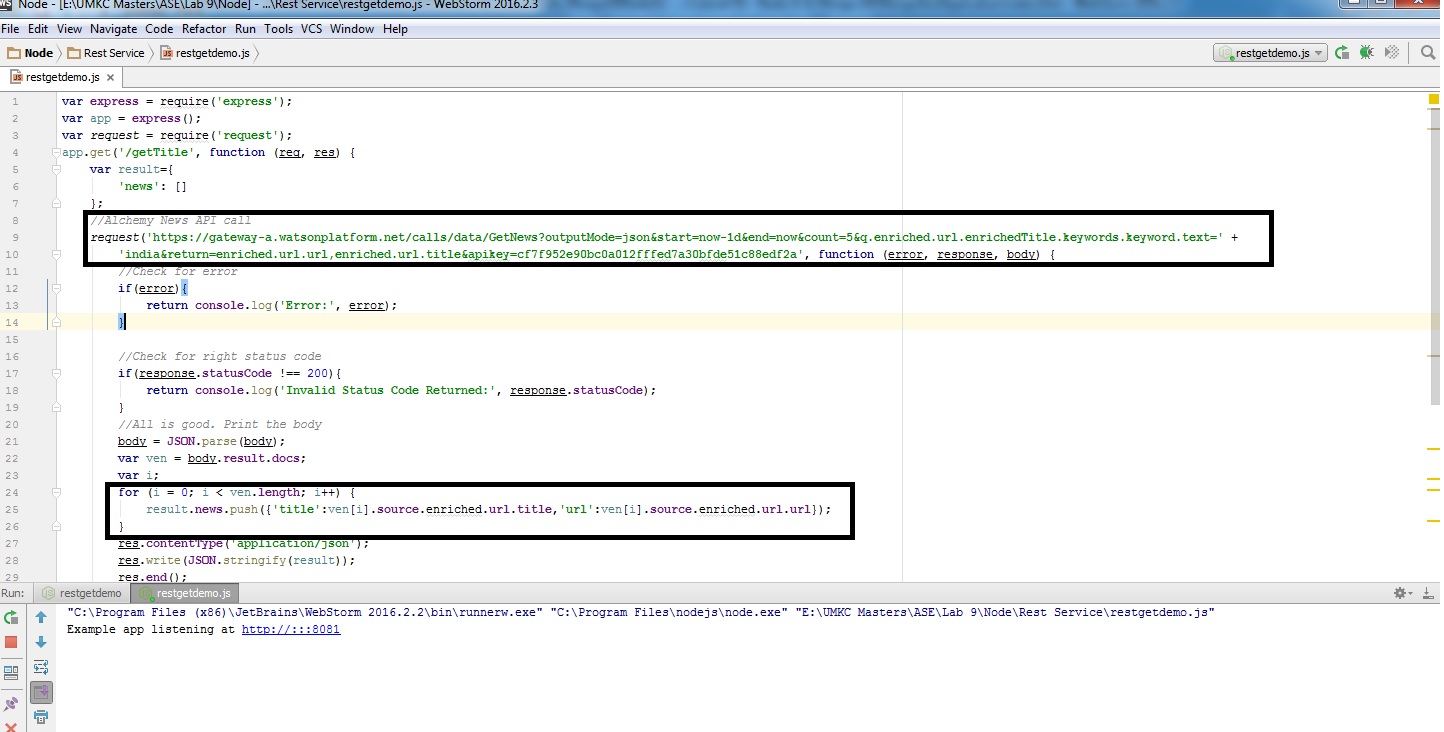 Node - [E:\UMKC Masters\ASE\Lab 9\Node] - ...\Rest Service\restgetdemo.js - WebStorm 2016.2.3
File Edit View Navigate Code Refactor Run Tools VCS Window Help
Node Rest Service restgetdemo.js restgetdemo.js
restgetdemo.js
1 var express = require('express');
2 var app = express();
3 var request = require('request');
4 app.get('/getTitle', function (req, res) {
5 var result={
6 'news': []
7 };
8 //Alchemy News API call
9 request('https://gateway-a.watsonplatform.net/calls/data/GetNews?outputMode=json&start=now-1d&end=now&count=5&q.enriched.url.enrichedTitle.keywords.keyword.text=' +
10 'india&return=enriched.url.url,enriched.url.title&apikey=cf7f952e90bc0a012fffed7a30bfde51c88edf2a', function (error, response, body) {
11 //Check for error
12 if(error){
13 return console.log('Error:', error);
14 }
15
16 //Check for right status code
17 if(response.statusCode !== 200){
18 return console.log('Invalid Status Code Returned:', response.statusCode);
19 }
20 //All is good. Print the body
21 body = JSON.parse(body);
22 var ven = body.result.docs;
23 var i;
24 for (i = 0; i < ven.length; i++) {
25 result.news.push({'title':ven[i].source.enriched.url.title,'url':ven[i].source.enriched.url.url});
26 }
27 res.contentType('application/json');
28 res.write(JSON.stringify(result));
29 res.end();
Run: restgetdemo restgetdemo.js
"C:\Program Files (x86)\JetBrains\WebStorm 2016.2.2\bin\runnerw.exe" "C:\Program Files\nodejs\node.exe" "E:\UMKC Masters\ASE\Lab 9\Node\Rest Service\restgetdemo.js"
Example app listening at http://:::8081